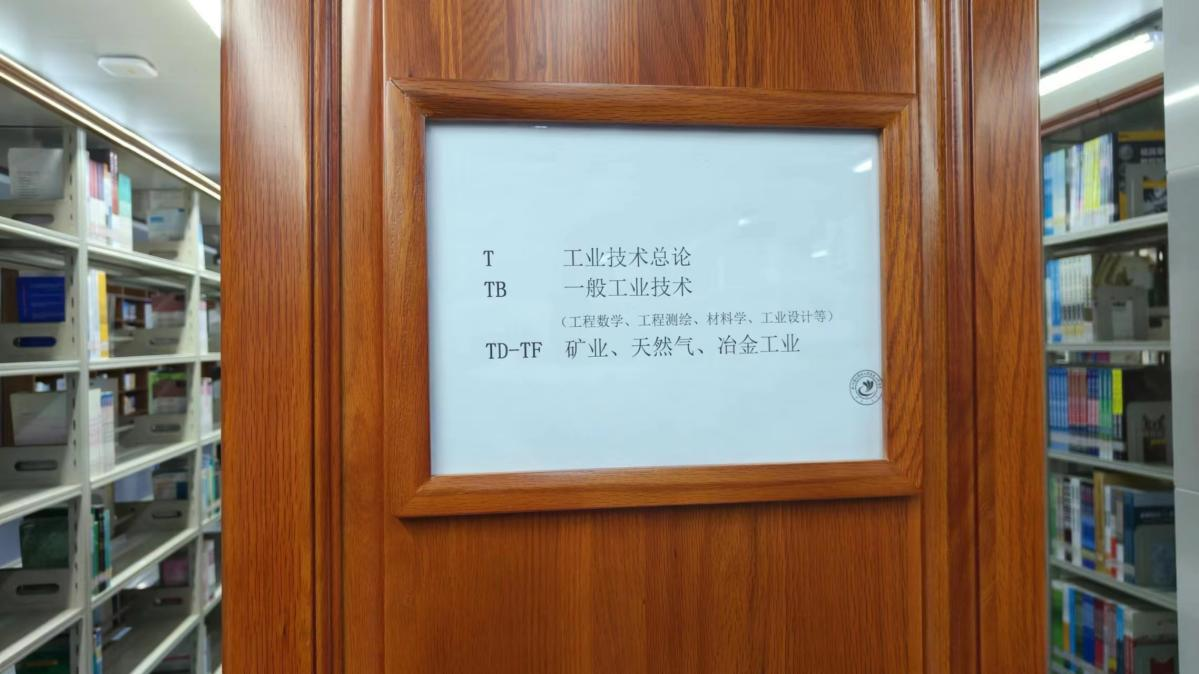 T 工业技术总论
TB 一般工业技术
（工程数学、工程测绘、材料学、工业设计等）
TD-TF 矿业、天然气、冶金工业